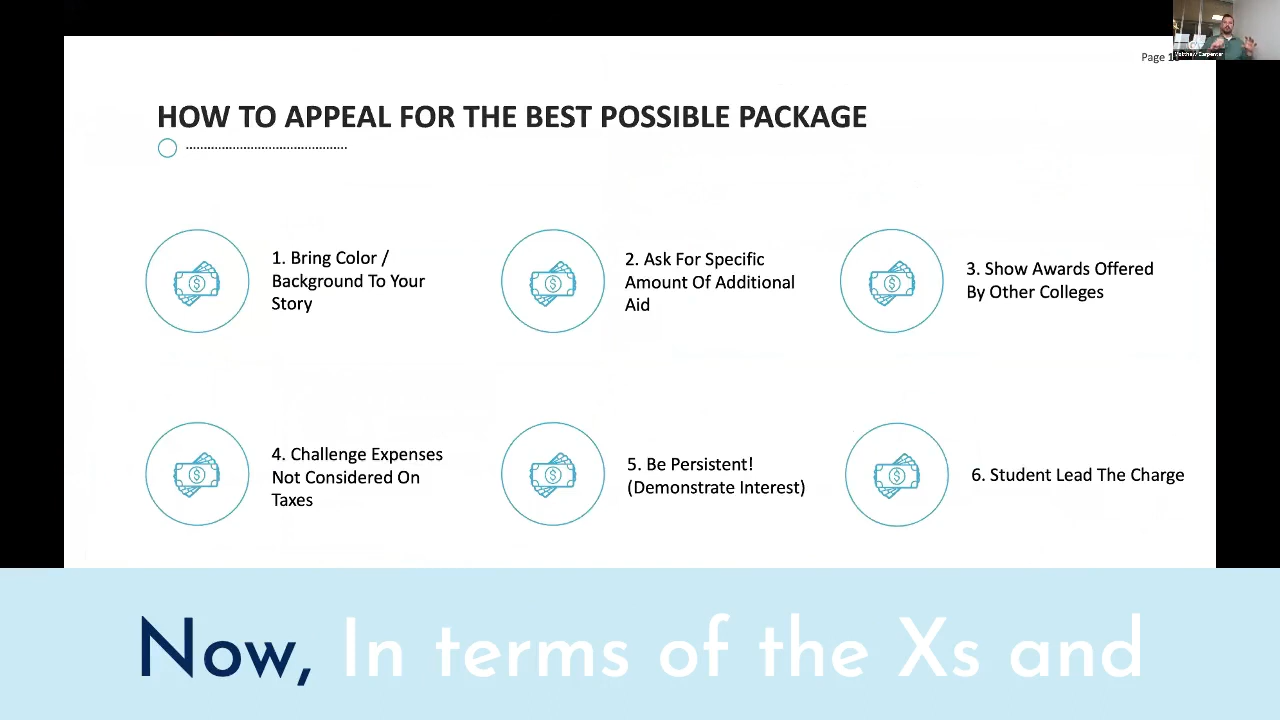 Matthew Carpenter
Page 1
HOW TO APPEAL FOR THE BEST POSSIBLE PACKAGE
1. Bring Color /
Background To Your
Story
2. Ask For Specific
Amount Of Additional
Aid
3. Show Awards Offered
By Other Colleges
4. Challenge Expenses
Not Considered On
Taxes
5. Be Persistent!
(Demonstrate Interest)
6. Student Lead The Charge
Now, In terms of the Xs and